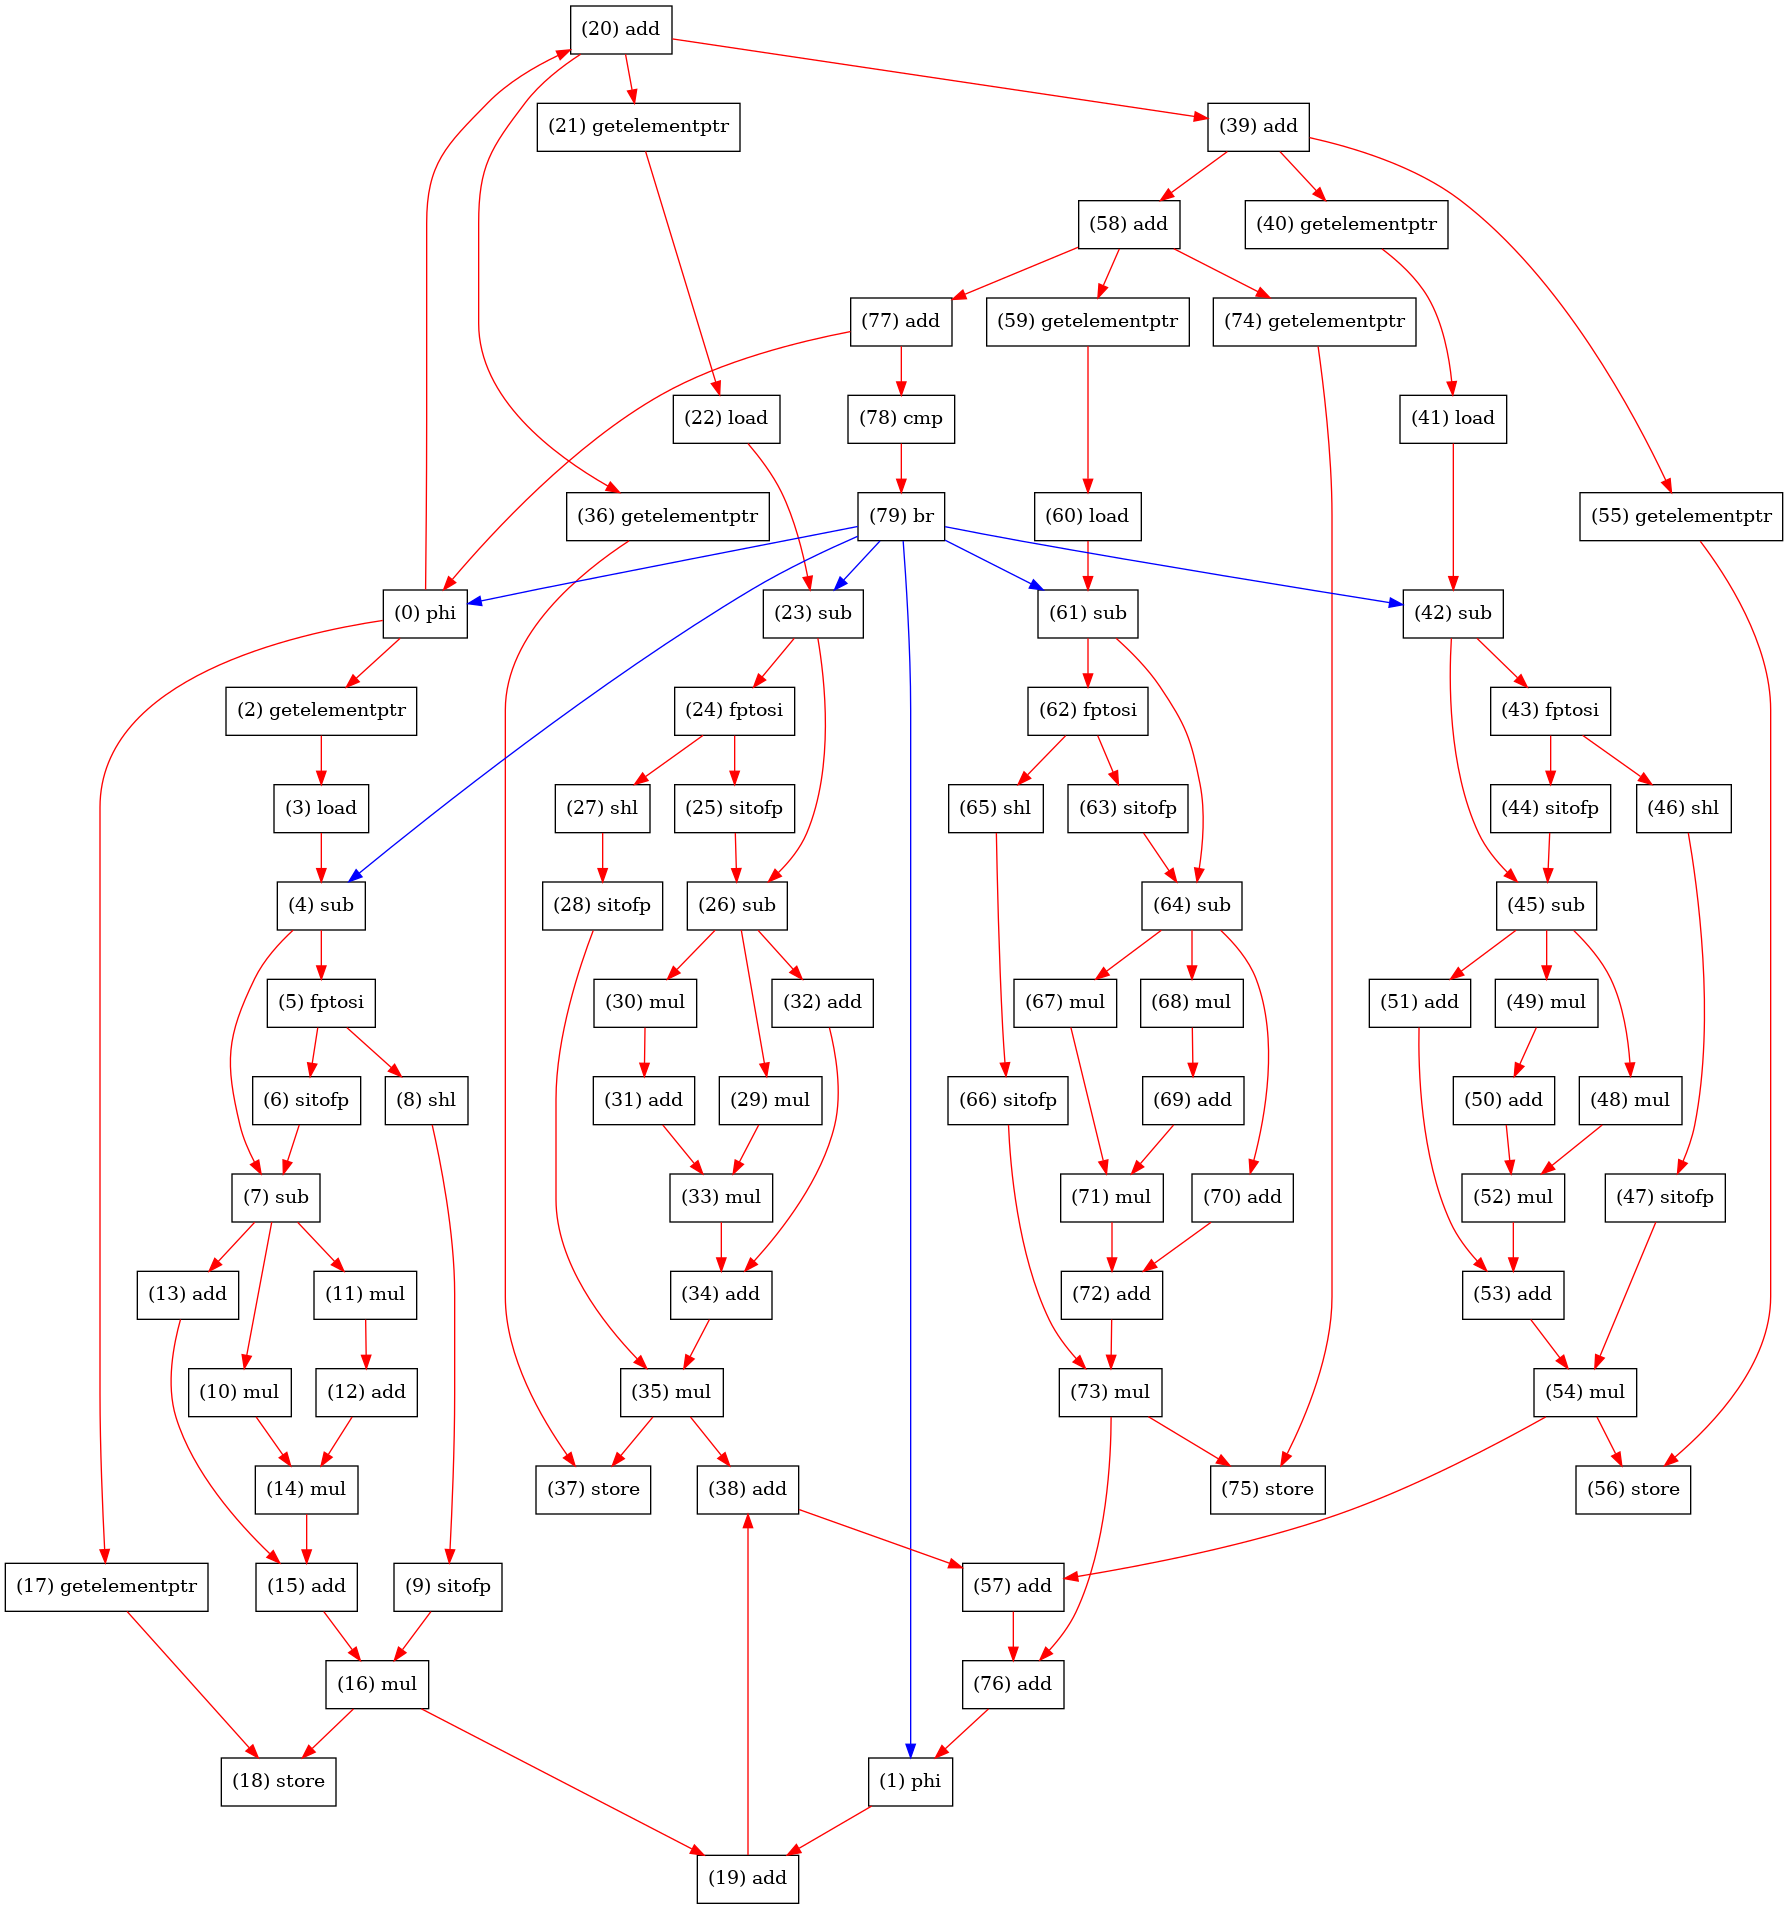 (20) add
(21) getelementptr
(39) add
(58) add
(40) getelementptr
(77) add
(59) getelementptr
(74) getelementptr
(22) load
(78) cmp
(41) load
(36) getelementptr
(79) br
(60) load
(55) getelementptr
(0) phi
(23) sub
(61) sub
(42) sub
(2) getelementptr
(24) fptosi
(62) fptosi
(43) fptosi
(3) load
(27) shl
(25) sitofp
(65) shl
(63) sitofp
(44) sitofp
(46) shl
(4) sub
(28) sitofp
(26) sub
(64) sub
(45) sub
(5) fptosi
(30) mul
(32) add
(67) mul
(68) mul
(51) add
(49) mul
(6) sitofp
(8) shl
(31) add
(29) mul
(66) sitofp
(69) add
(50) add
(48) mul
(7) sub
(33) mul
(71) mul
(70) add
(52) mul
(47) sitofp
(13) add
(11) mul
(34) add
(72) add
(53) add
(10) mul
(12) add
(35) mul
(73) mul
(54) mul
(14) mul
(37) store
(38) add
(75) store
(56) store
(17) getelementptr
(15) add
(9) sitofp
(57) add
(16) mul
(76) add
(18) store
(1) phi
(19) add